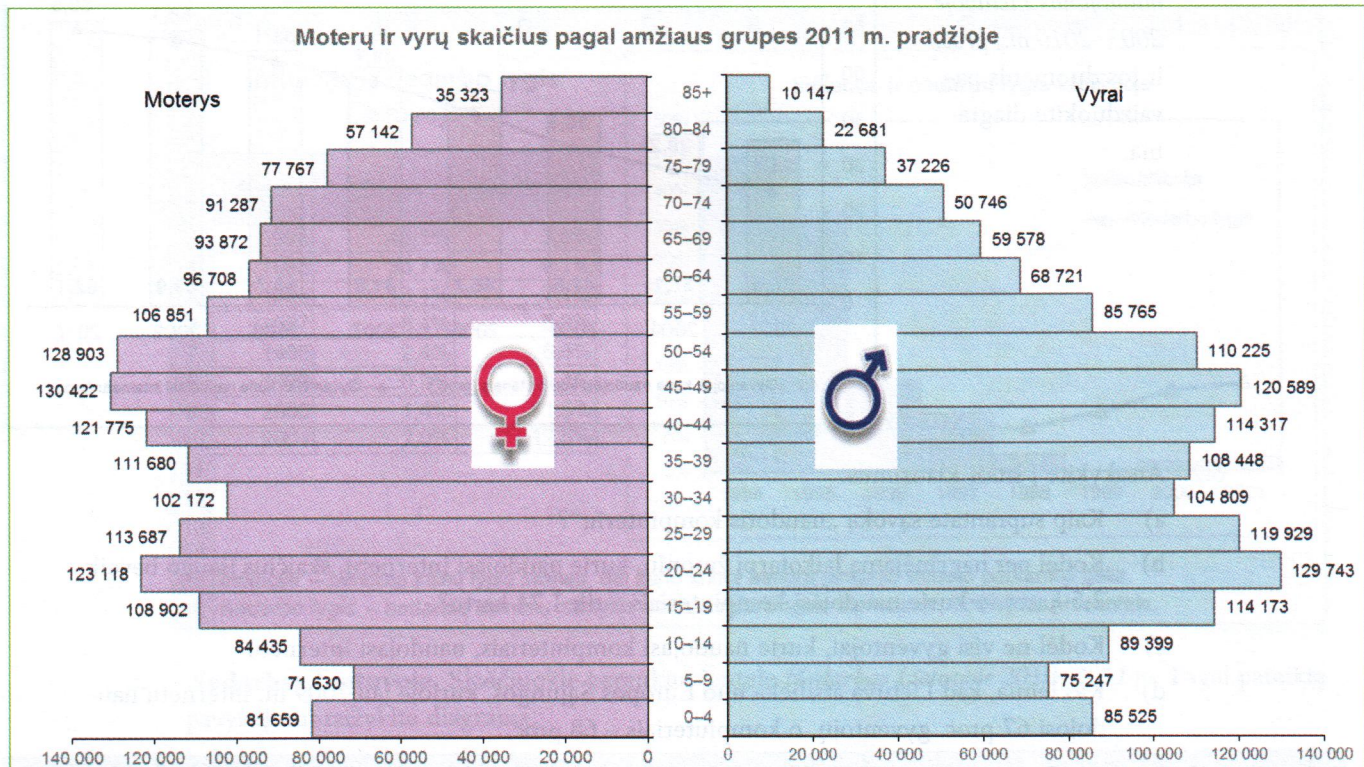 Moterų ir vyrų skaičius pagal amžiaus grupes 2011 m. pradžioje
Moterys
Vyrai
35 323 85+ 10 147
57 142 80–84 22 681
77 767 75–79 37 226
91 287 70–74 50 746
93 872 65–69 59 578
96 708 60–64 68 721
106 851 55–59 85 765
128 903 50–54 110 225
130 422 45–49 120 589
121 775 40–44 114 317
111 680 35–39 108 448
102 172 30–34 104 809
113 687 25–29 119 929
123 118 20–24 129 743
108 902 15–19 114 173
84 435 10–14 89 399
71 630 5–9 75 247
81 659 0–4 85 525
140 000 120 000 100 000 80 000 60 000 40 000 20 000 0 0 20 000 40 000 60 000 80 000 100 000 120 000 140 000